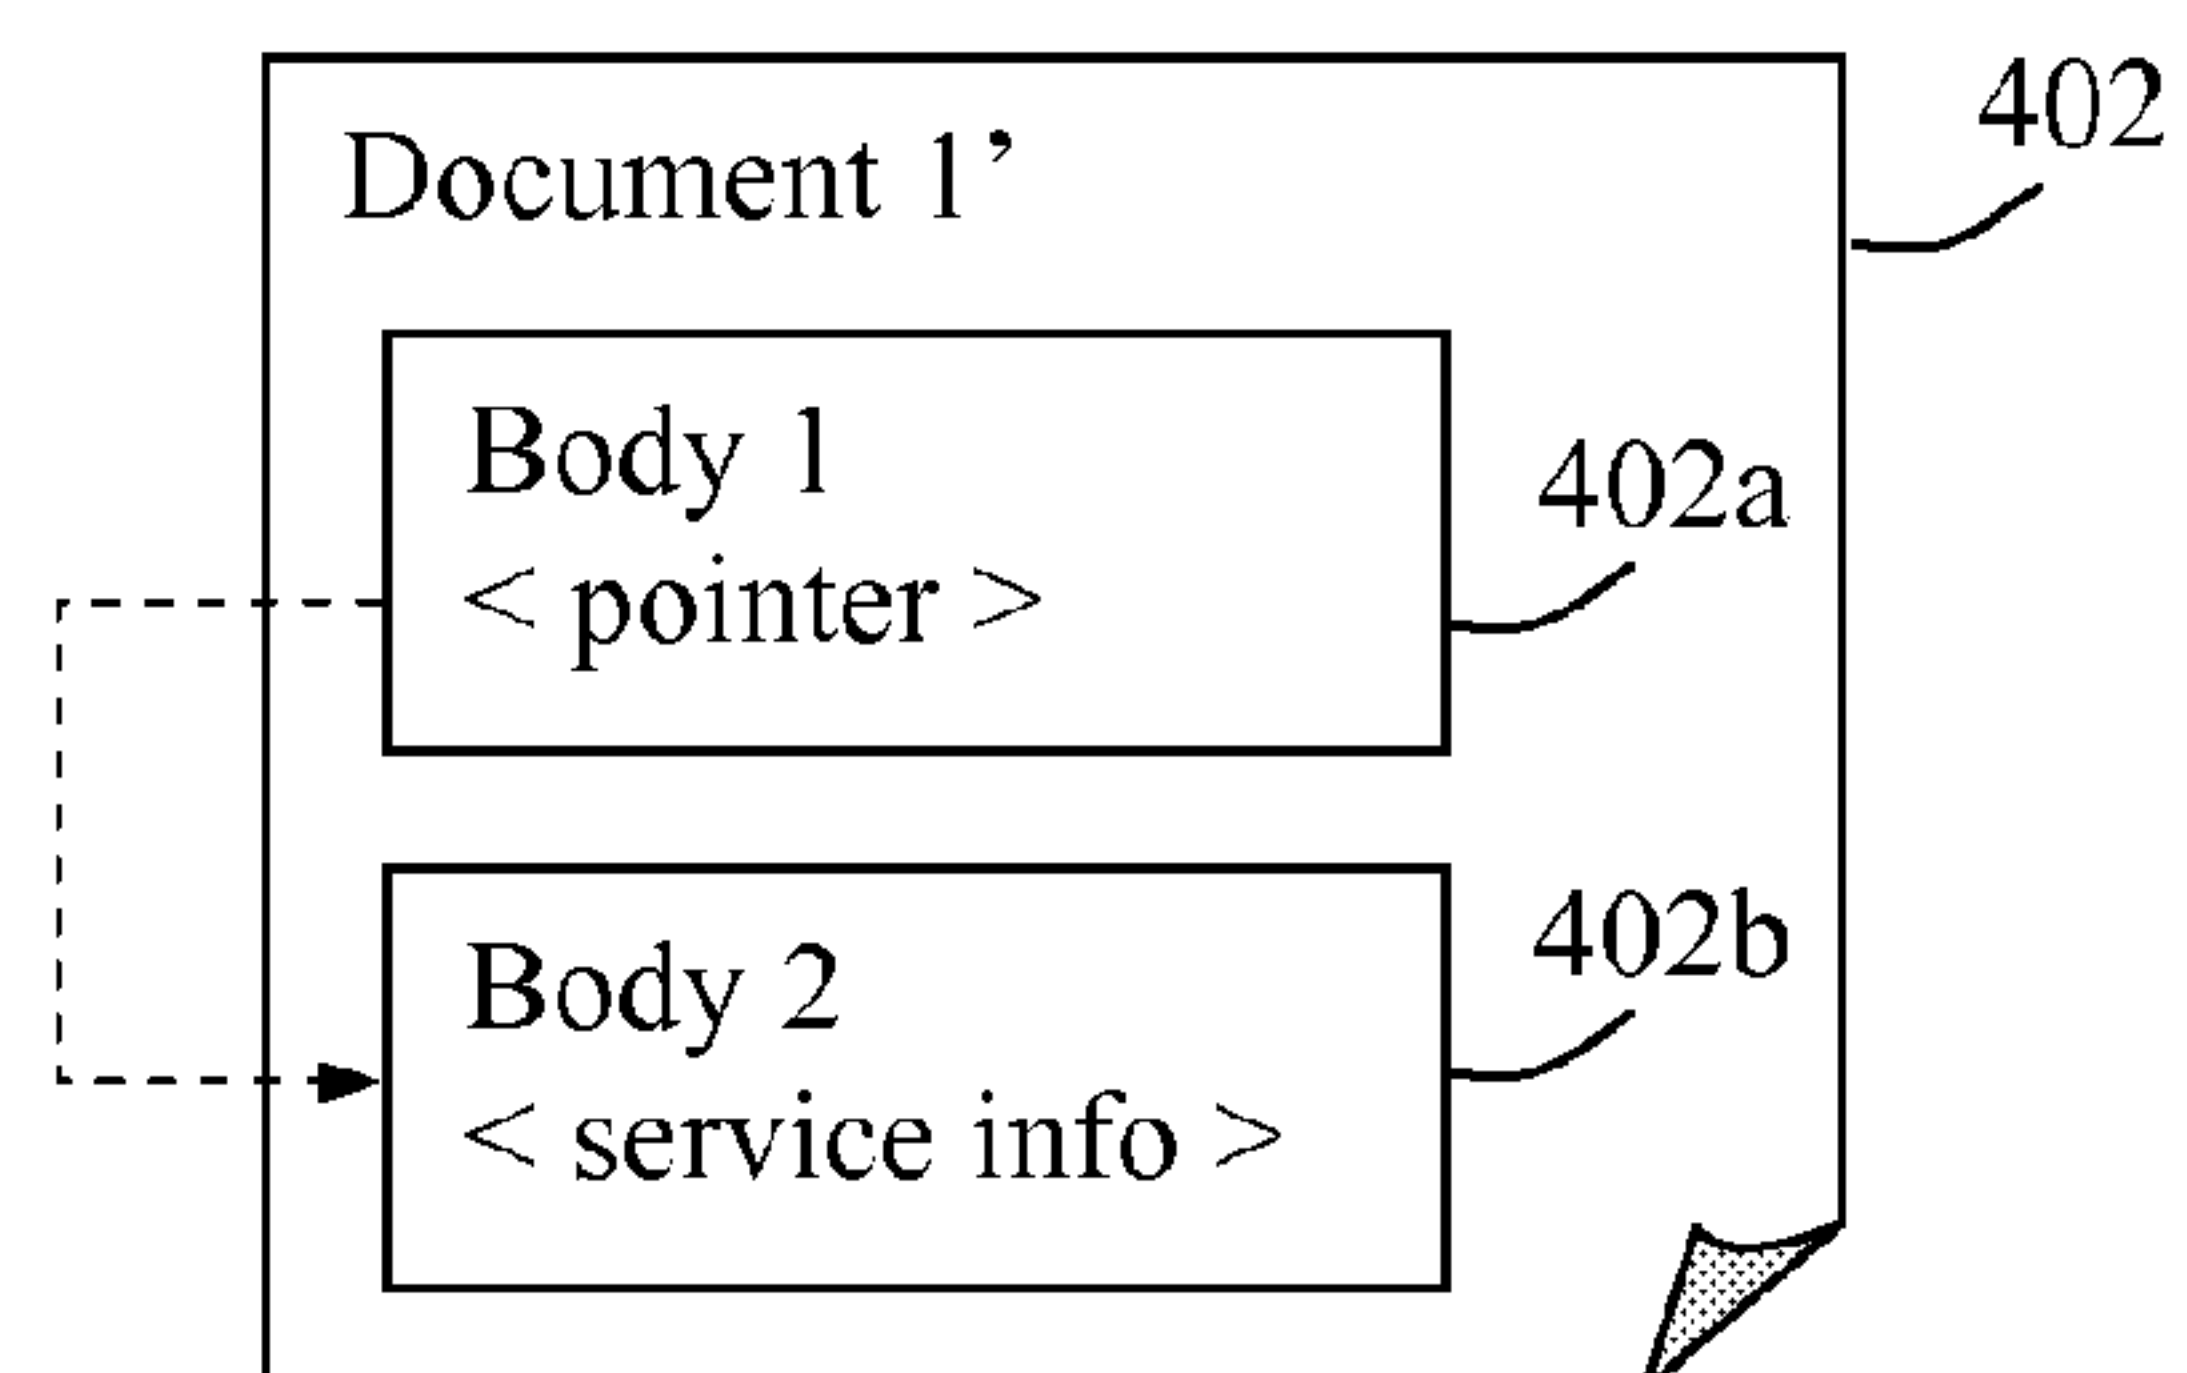 402
Document 1’
Body 1
< pointer >
402a
Body 2
< service info >
402b